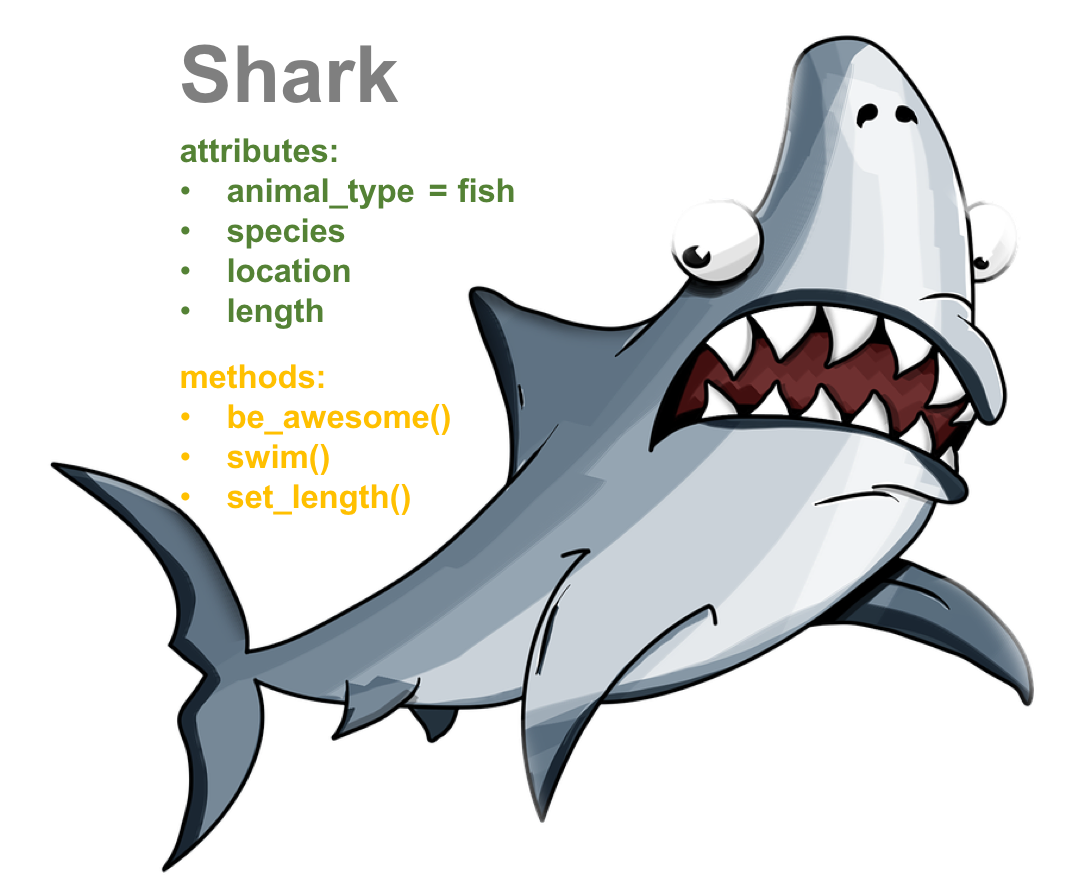 Shark
attributes:
• animal_type = fish
• species
• location
• length
methods:
• be_awesome()
• swim()
• set_length()